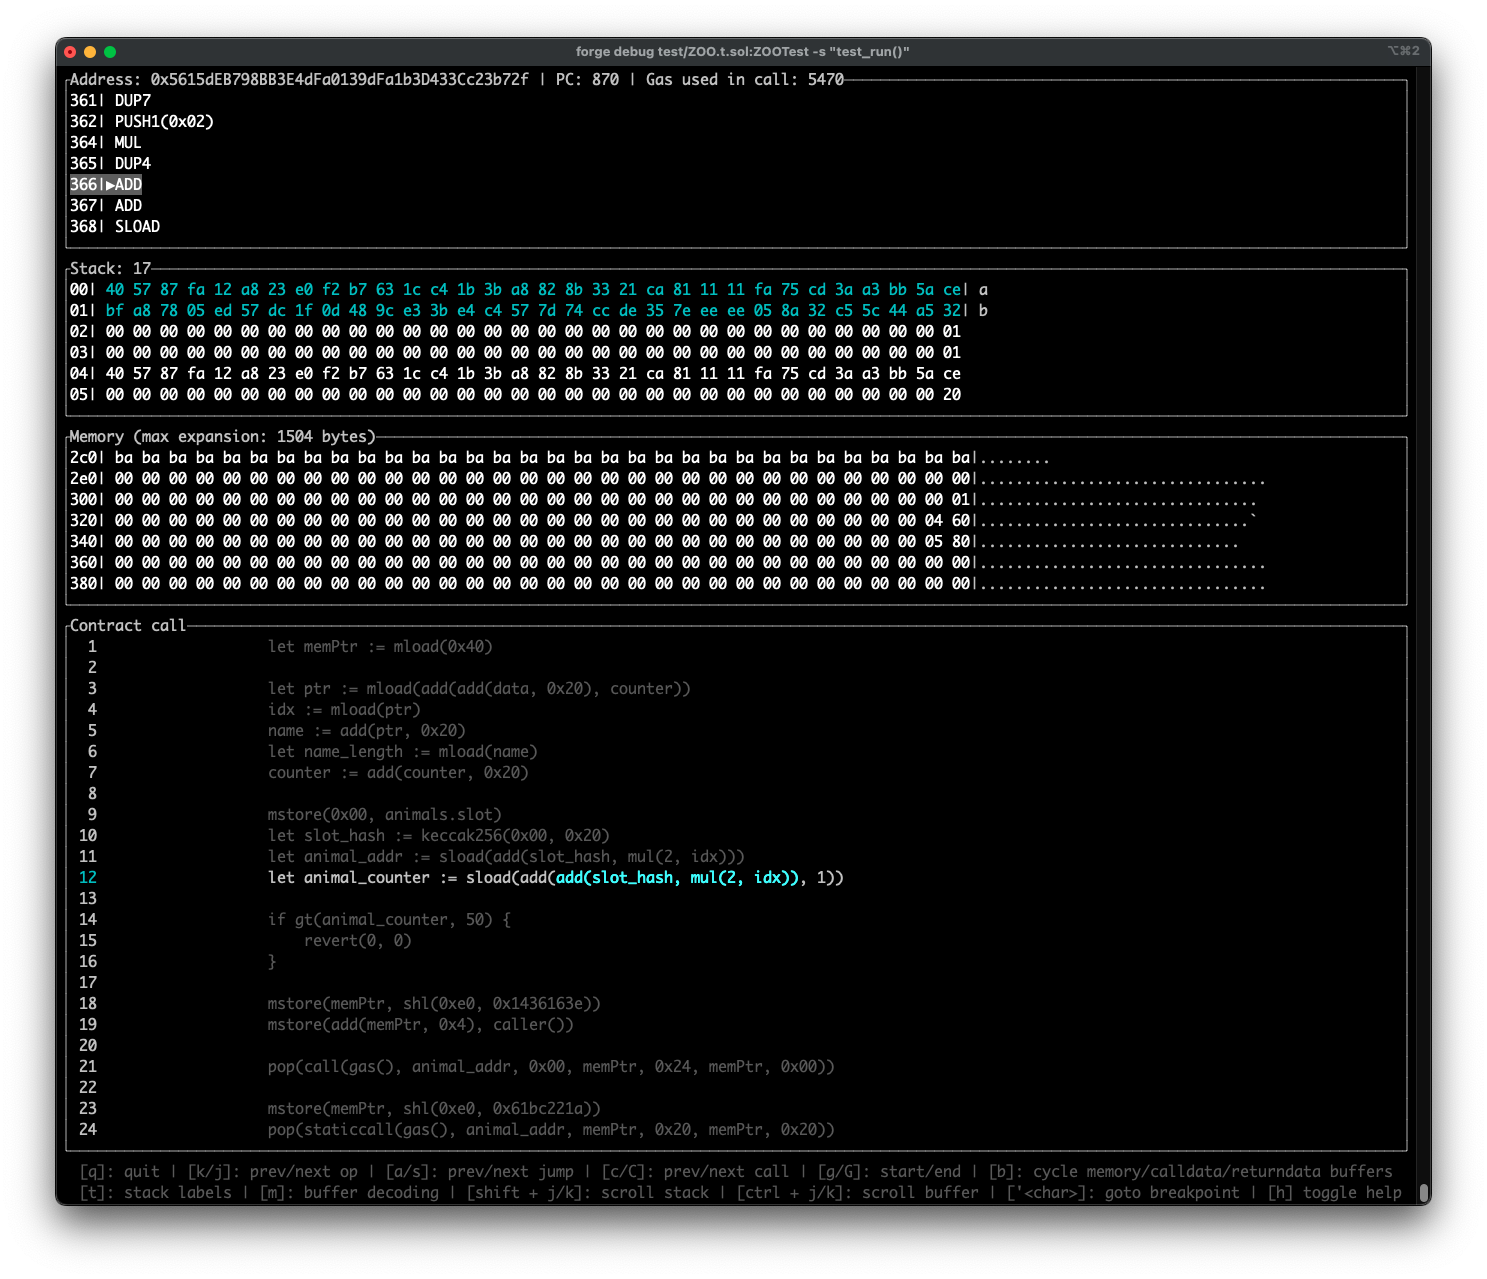 forge debug test/ZOO.t.sol:ZOOTest -s "test_run()"
⌥⌘2
Address: 0x5615dEB798BB3E4dFa0139dFa1b3D433Cc23b72f | PC: 870 | Gas used in call: 5470
361| DUP7
362| PUSH1(0x02)
364| MUL
365| DUP4
366|▶ADD
367| ADD
368| SLOAD
Stack: 17
00| 40 57 87 fa 12 a8 23 e0 f2 b7 63 1c c4 1b 3b a8 82 8b 33 21 ca 81 11 11 fa 75 cd 3a a3 bb 5a ce| a
01| bf a8 78 05 ed 57 dc 1f 0d 48 9c e3 3b e4 c4 57 7d 74 cc de 35 7e ee ee 05 8a 32 c5 5c 44 a5 32| b
02| 00 00 00 00 00 00 00 00 00 00 00 00 00 00 00 00 00 00 00 00 00 00 00 00 00 00 00 00 00 00 00 01
03| 00 00 00 00 00 00 00 00 00 00 00 00 00 00 00 00 00 00 00 00 00 00 00 00 00 00 00 00 00 00 00 01
04| 40 57 87 fa 12 a8 23 e0 f2 b7 63 1c c4 1b 3b a8 82 8b 33 21 ca 81 11 11 fa 75 cd 3a a3 bb 5a ce
05| 00 00 00 00 00 00 00 00 00 00 00 00 00 00 00 00 00 00 00 00 00 00 00 00 00 00 00 00 00 00 00 20
Memory (max expansion: 1504 bytes)
2c0| ba ba ba ba ba ba ba ba ba ba ba ba ba ba ba ba ba ba ba ba ba ba ba ba ba ba ba ba ba ba ba ba|........
2e0| 00 00 00 00 00 00 00 00 00 00 00 00 00 00 00 00 00 00 00 00 00 00 00 00 00 00 00 00 00 00 00 00|................................
300| 00 00 00 00 00 00 00 00 00 00 00 00 00 00 00 00 00 00 00 00 00 00 00 00 00 00 00 00 00 00 00 01|...............................
320| 00 00 00 00 00 00 00 00 00 00 00 00 00 00 00 00 00 00 00 00 00 00 00 00 00 00 00 00 00 00 04 60|..............................`
340| 00 00 00 00 00 00 00 00 00 00 00 00 00 00 00 00 00 00 00 00 00 00 00 00 00 00 00 00 00 00 05 80|.............................
360| 00 00 00 00 00 00 00 00 00 00 00 00 00 00 00 00 00 00 00 00 00 00 00 00 00 00 00 00 00 00 00 00|................................
380| 00 00 00 00 00 00 00 00 00 00 00 00 00 00 00 00 00 00 00 00 00 00 00 00 00 00 00 00 00 00 00 00|................................
Contract call
1 let memPtr := mload(0x40)
2
3 let ptr := mload(add(add(data, 0x20), counter))
4 idx := mload(ptr)
5 name := add(ptr, 0x20)
6 let name_length := mload(name)
7 counter := add(counter, 0x20)
8
9 mstore(0x00, animals.slot)
10 let slot_hash := keccak256(0x00, 0x20)
11 let animal_addr := sload(add(slot_hash, mul(2, idx)))
12 let animal_counter := sload(add(add(slot_hash, mul(2, idx)), 1))
13
14 if gt(animal_counter, 50) {
15 revert(0, 0)
16 }
17
18 mstore(memPtr, shl(0xe0, 0x1436163e))
19 mstore(add(memPtr, 0x4), caller())
20
21 pop(call(gas(), animal_addr, 0x00, memPtr, 0x24, memPtr, 0x00))
22
23 mstore(memPtr, shl(0xe0, 0x61bc221a))
24 pop(staticcall(gas(), animal_addr, memPtr, 0x20, memPtr, 0x20))
[q]: quit | [k/j]: prev/next op | [a/s]: prev/next jump | [c/C]: prev/next call | [g/G]: start/end | [b]: cycle memory/calldata/returndata buffers
[t]: stack labels | [m]: buffer decoding | [shift + j/k]: scroll stack | [ctrl + j/k]: scroll buffer | ['<char>]: goto breakpoint | [h] toggle help